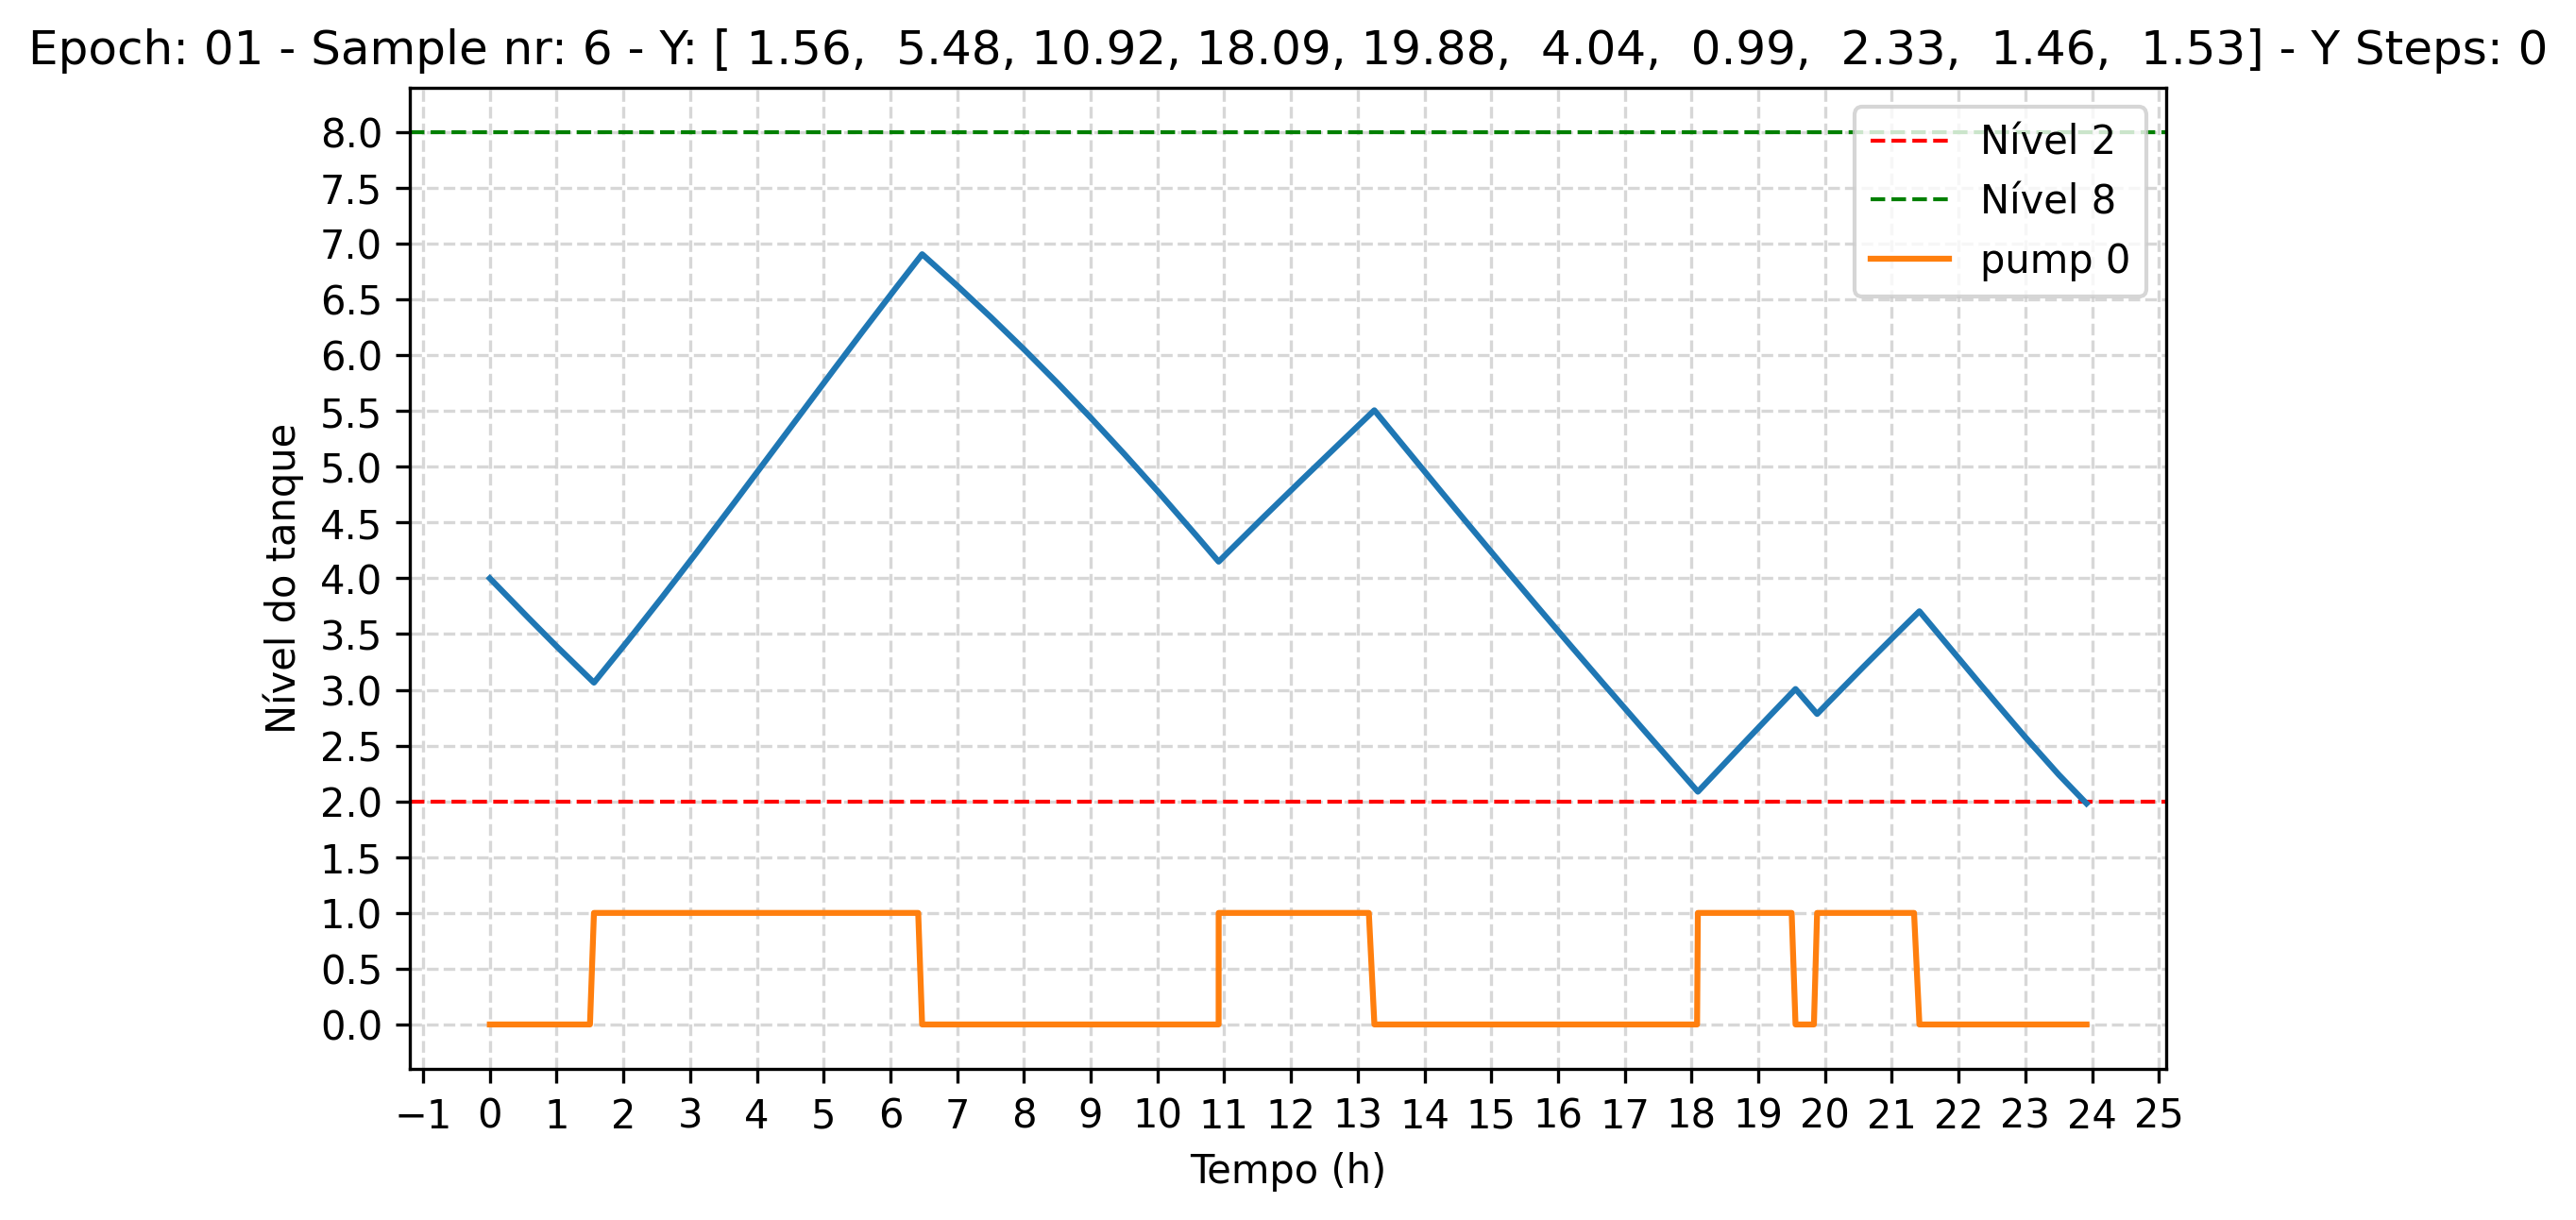 Epoch: 01 - Sample nr: 6 - Y: [ 1.56,  5.48, 10.92, 18.09, 19.88,  4.04,  0.99,  2.33,  1.46,  1.53] - Y Steps: 0
Nível 2
Nível 8
pump 0
Nível do tanque
8.0
7.5
7.0
6.5
6.0
5.5
5.0
4.5
4.0
3.5
3.0
2.5
2.0
1.5
1.0
0.5
0.0
−1 0 1 2 3 4 5 6 7 8 9 10 11 12 13 14 15 16 17 18 19 20 21 22 23 24 25
Tempo (h)